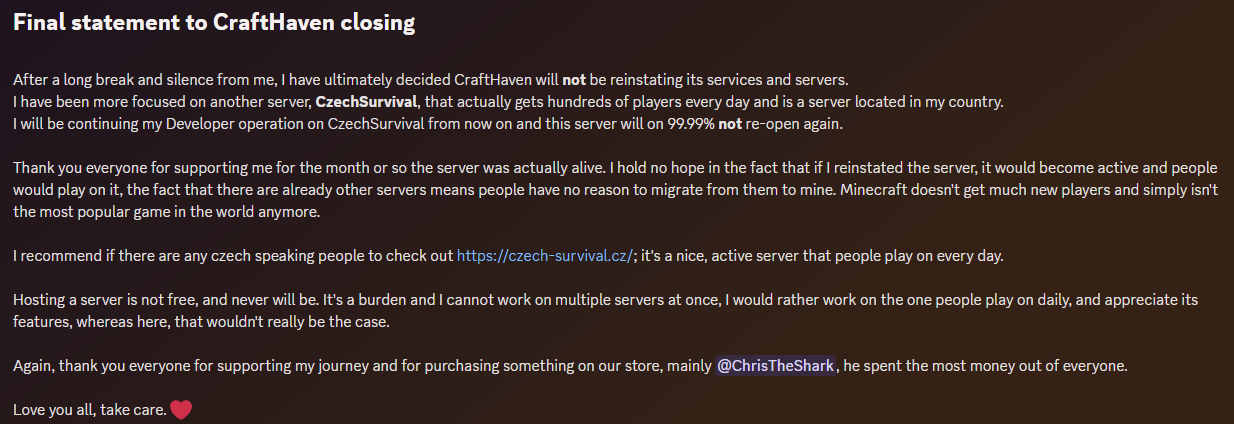 Final statement to CraftHaven closing
After a long break and silence from me, I have ultimately decided CraftHaven will not be reinstating its services and servers.
I have been more focused on another server, CzechSurvival, that actually gets hundreds of players every day and is a server located in my country.
I will be continuing my Developer operation on CzechSurvival from now on and this server will on 99.99% not re-open again.
Thank you everyone for supporting me for the month or so the server was actually alive. I hold no hope in the fact that if I reinstated the server, it would become active and people
would play on it, the fact that there are already other servers means people have no reason to migrate from them to mine. Minecraft doesn't get much new players and simply isn't
the most popular game in the world anymore.
I recommend if there are any czech speaking people to check out https://czech-survival.cz/; it's a nice, active server that people play on every day.
Hosting a server is not free, and never will be. It's a burden and I cannot work on multiple servers at once, I would rather work on the one people play on daily, and appreciate its
features, whereas here, that wouldn't really be the case.
Again, thank you everyone for supporting my journey and for purchasing something on our store, mainly @ChrisTheShark, he spent the most money out of everyone.
Love you all, take care. ❤️